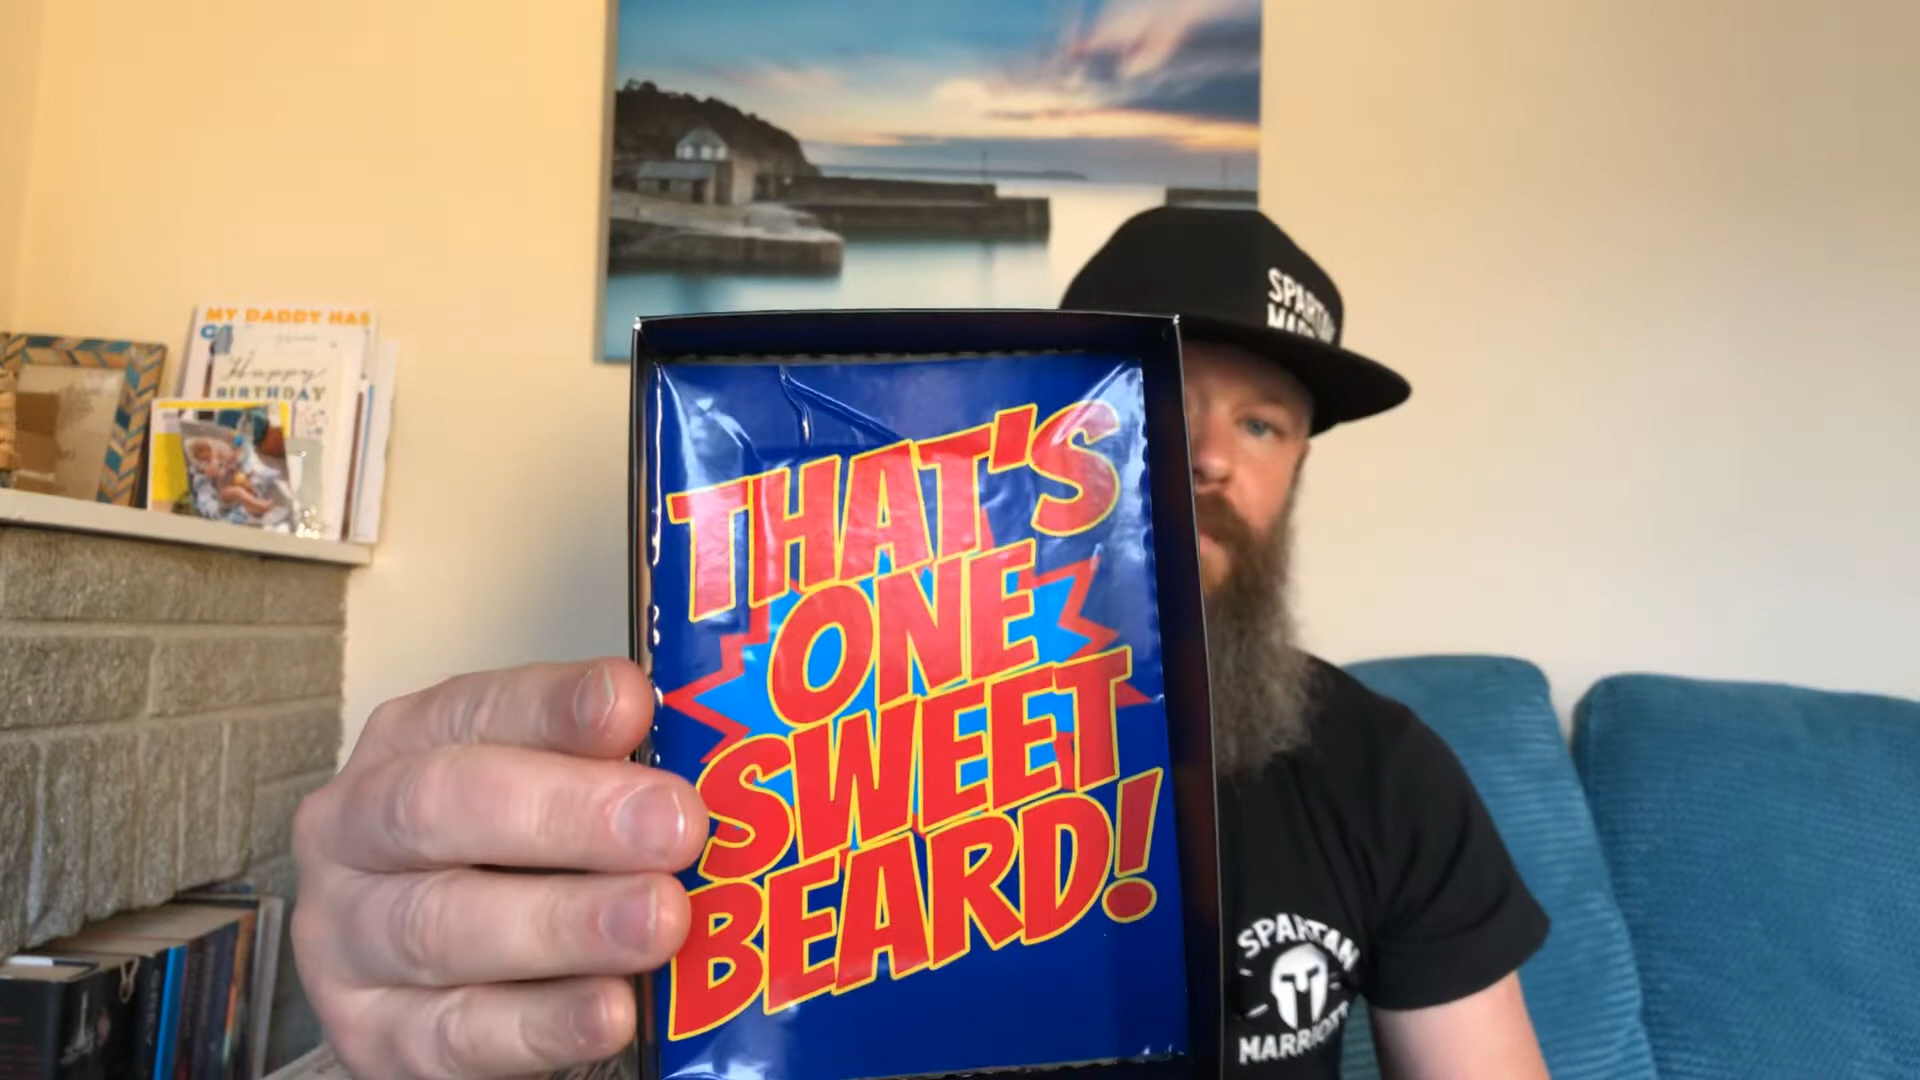 MY DADDY HAS
Happy
BIRTHDAY
SPARTAN
THAT'S
ONE
SWEET
BEARD!
SPARTAN
MARRIOTT